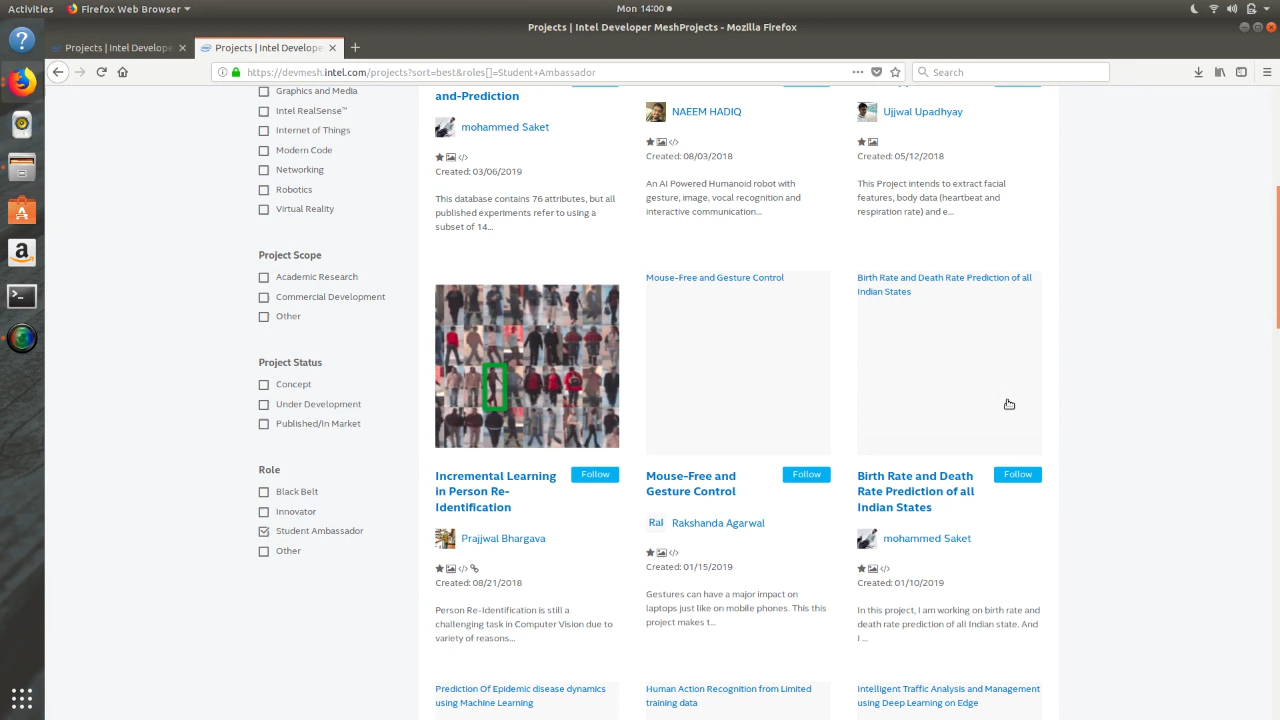 Activities
Firefox Web Browser
Mon 14:00
Projects | Intel Developer MeshProjects - Mozilla Firefox
Projects | Intel Develope
Projects | Intel Develope
https://devmesh.intel.com/projects?sort=best&roles[]=Student+Ambassador
Search
Graphics and Media
Intel RealSense™
Internet of Things
Modern Code
Networking
Robotics
Virtual Reality
Project Scope
Academic Research
Commercial Development
Other
Project Status
Concept
Under Development
Published/In Market
Role
Black Belt
Innovator
Student Ambassador
Other
and-Prediction
mohammed Saket
Created: 03/06/2019
This database contains 76 attributes, but all
published experiments refer to using a
subset of 14...
NAEEM HADIQ
Created: 08/03/2018
An AI Powered Humanoid robot with
gesture, image, vocal recognition and
interactive communication...
Ujjwal Upadhyay
Created: 05/12/2018
This Project intends to extract facial
features, body data (heartbeat and
respiration rate) and e...
Incremental Learning
in Person Re-
Identification
Follow
Prajjwal Bhargava
Created: 08/21/2018
Person Re-Identification is still a
challenging task in Computer Vision due to
variety of reasons...
Mouse-Free and Gesture Control
Mouse-Free and
Gesture Control
Follow
RaI
Rakshanda Agarwal
Created: 01/15/2019
Gestures can have a major impact on
laptops just like on mobile phones. This this
project makes t...
Birth Rate and Death Rate Prediction of all
Indian States
Birth Rate and Death
Rate Prediction of all
Indian States
Follow
mohammed Saket
Created: 01/10/2019
In this project, I am working on birth rate and
death rate prediction of all Indian state. And
I ...
Prediction Of Epidemic disease dynamics
using Machine Learning
Human Action Recognition from Limited
training data
Intelligent Traffic Analysis and Management
using Deep Learning on Edge